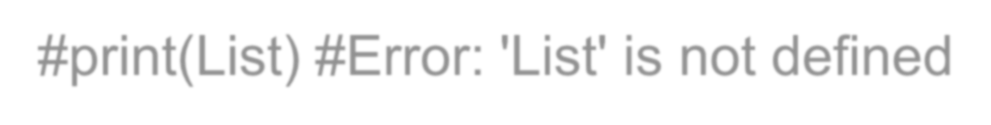 #print(List) #Error: 'List' is not defined